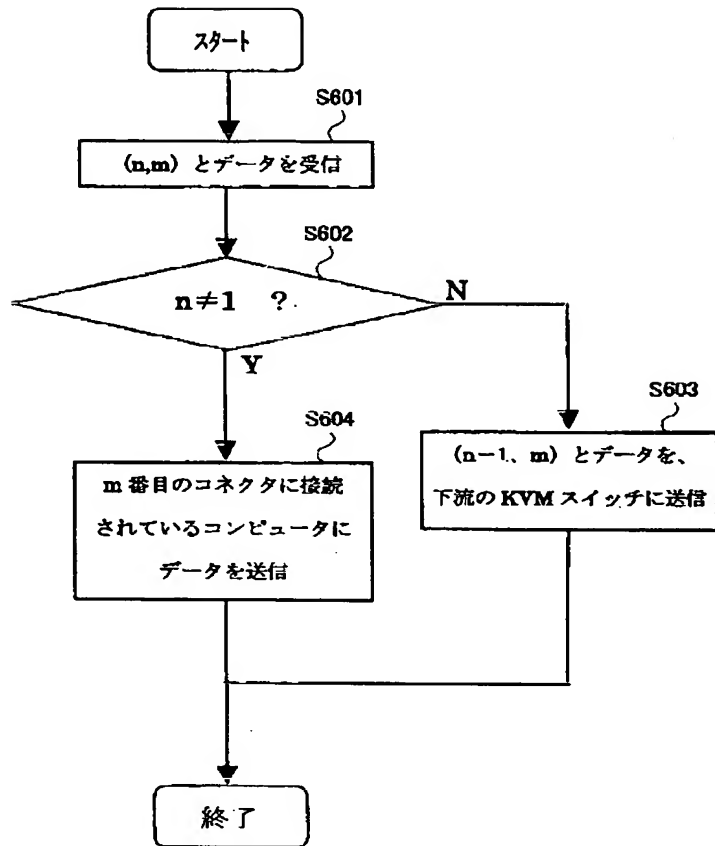 スタート
S601
(n,m) とデータを受信
S602
n≠1 ?
N
Y
S603
(n－1、m) とデータを、
下流の KVM スイッチに送信
S604
m 番目のコネクタに接続
されているコンピュータに
データを送信
終了